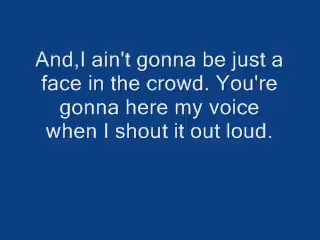 And,I ain't gonna be just a
face in the crowd. You're
gonna here my voice
when I shout it out loud.